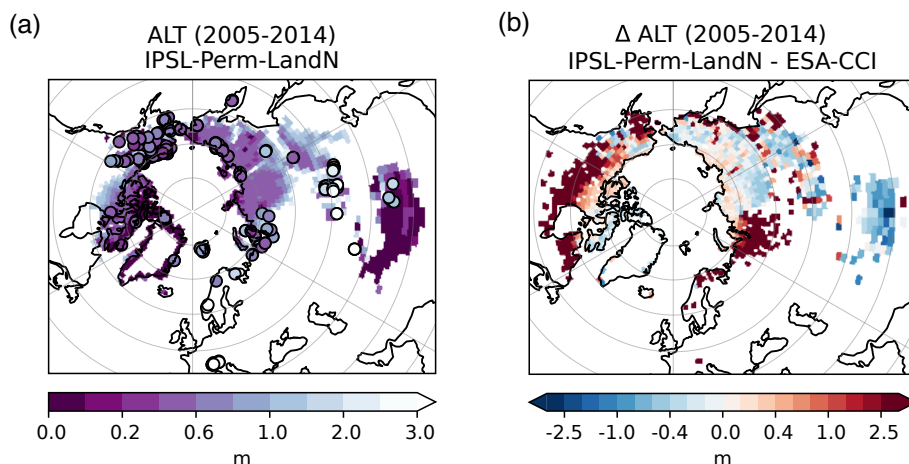 (a)
ALT (2005-2014)
IPSL-Perm-LandN
0.0 0.2 0.6 1.0 2.0 3.0
m
(b)
Δ ALT (2005-2014)
IPSL-Perm-LandN - ESA-CCI
-2.5 -1.0 -0.4 0.0 0.4 1.0 2.5
m